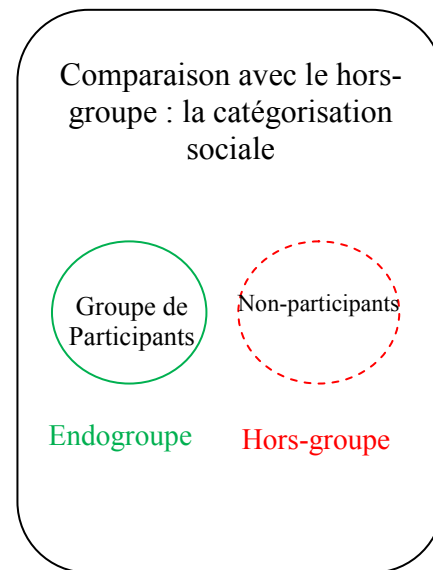 Comparaison avec le hors-
groupe : la catégorisation
sociale
Groupe de
Participants
Non-participants
Endogroupe
Hors-groupe